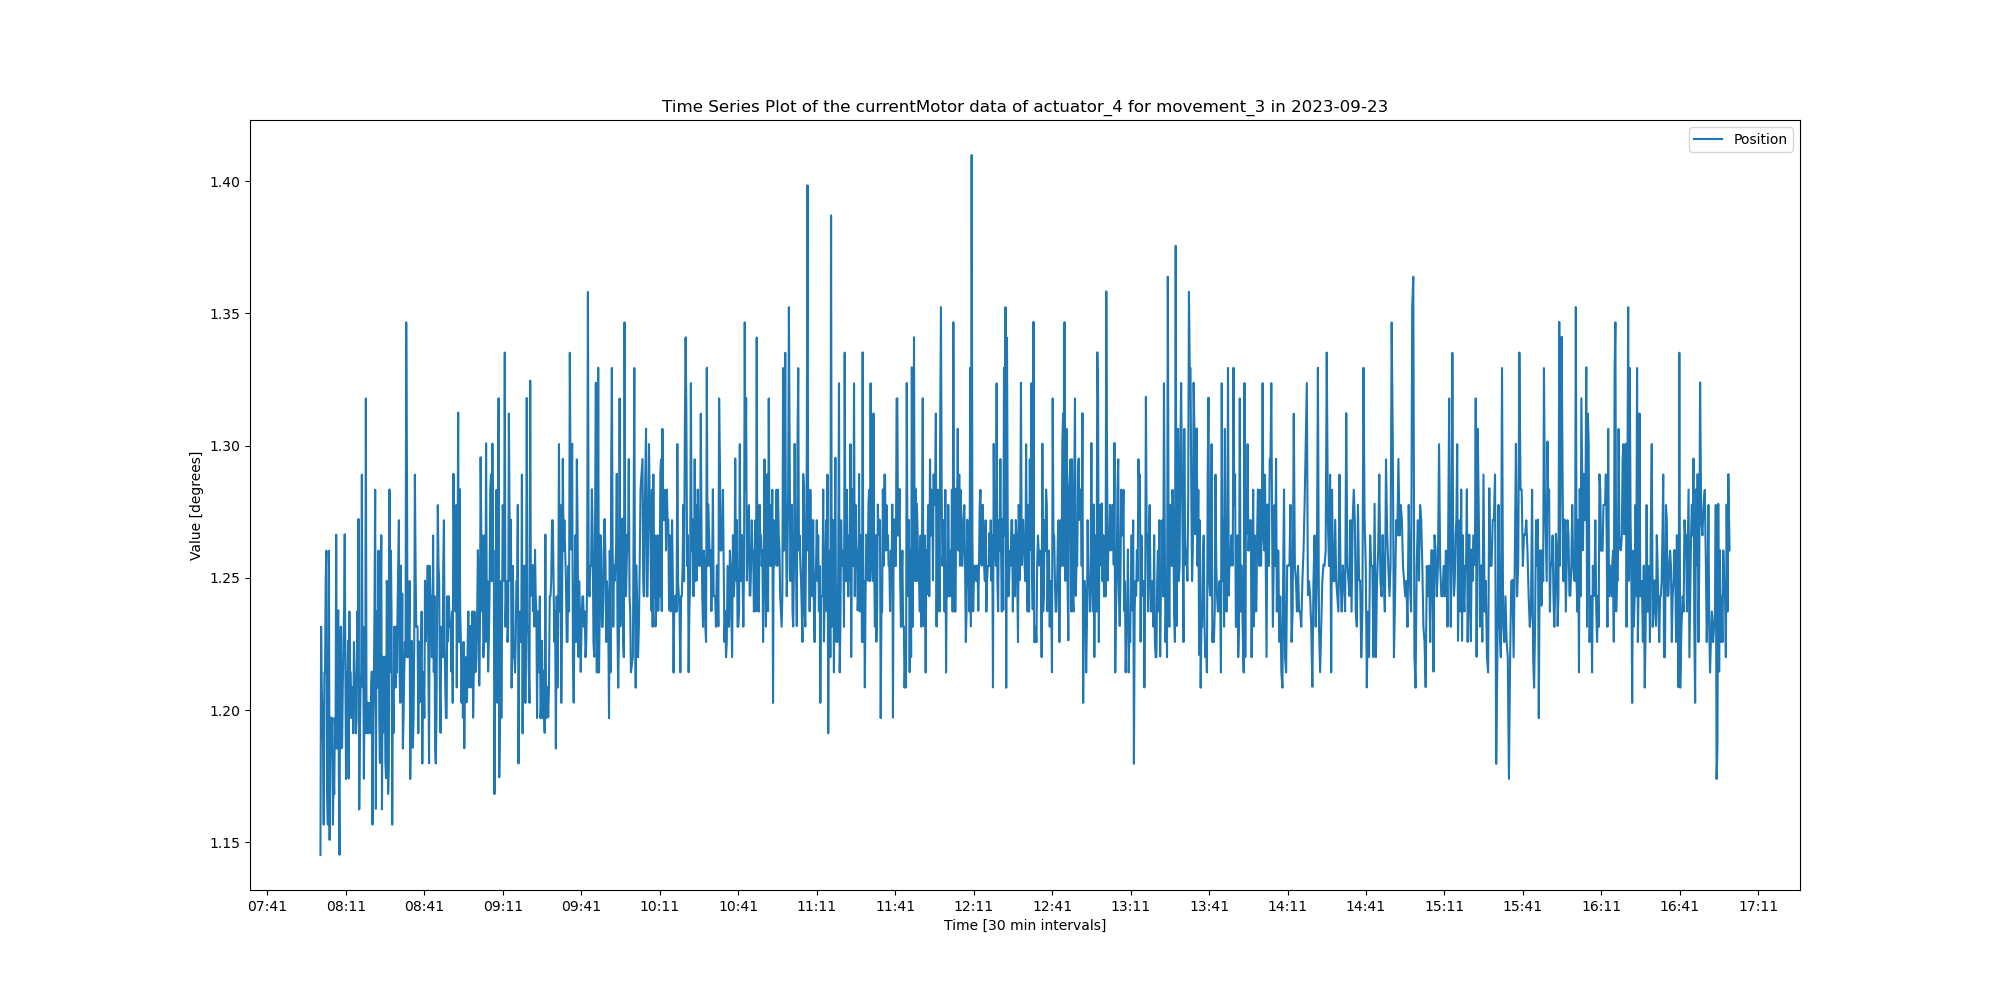 Time Series Plot of the currentMotor data of actuator_4 for movement_3 in 2023-09-23
Position
1.40
1.35
1.30
1.25
1.20
1.15
Value [degrees]
07:41 08:11 08:41 09:11 09:41 10:11 10:41 11:11 11:41 12:11 12:41 13:11 13:41 14:11 14:41 15:11 15:41 16:11 16:41 17:11
Time [30 min intervals]